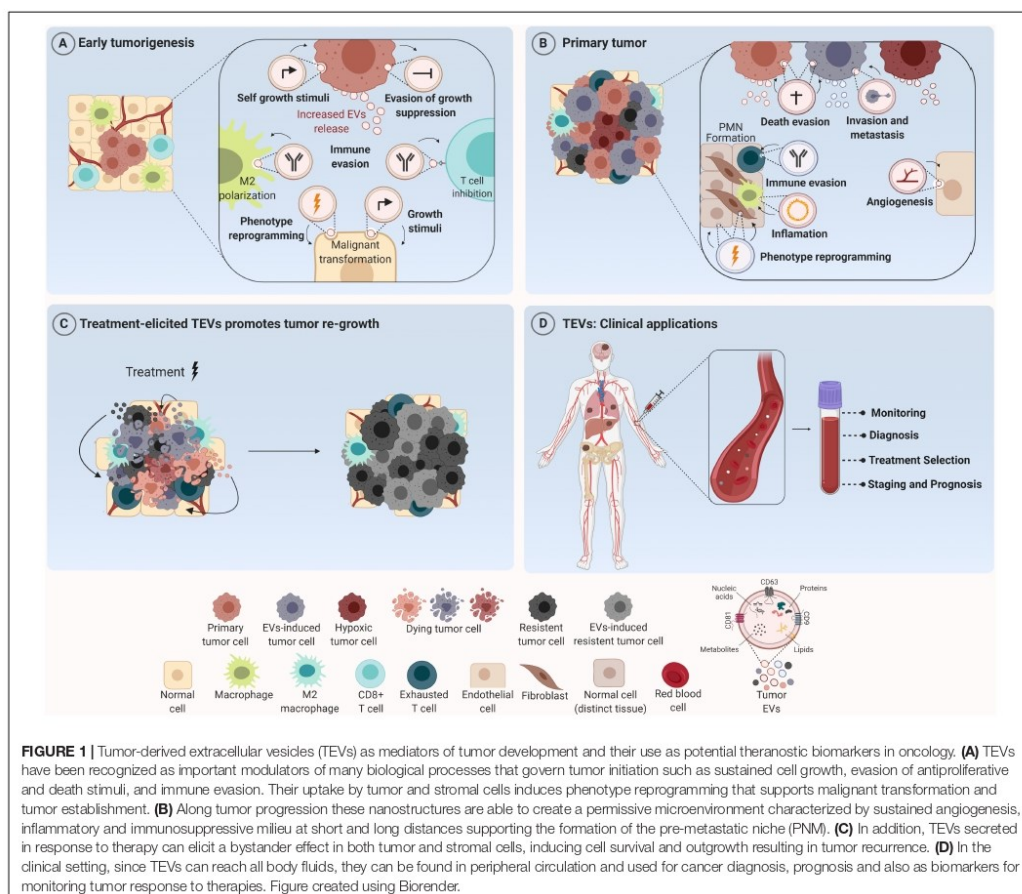 A Early tumorigenesis
Self growth stimuli
Evasion of growth
suppression
Increased EVs
release
Immune
evasion
M2
polarization
T cell
inhibition
Phenotype
reprogramming
Growth
stimuli
Malignant
transformation
B Primary tumor
Death evasion
Invasion and
metastasis
PMN
Formation
Immune evasion
Angiogenesis
Inflamation
Phenotype reprogramming
C Treatment-elicited TEVs promotes tumor re-growth
Treatment
D TEVs: Clinical applications
Monitoring
Diagnosis
Treatment Selection
Staging and Prognosis
Primary
tumor cell
EVs-induced
tumor cell
Hypoxic
tumor cell
Dying tumor cell
Resistent
tumor cell
EVs-induced
resistent tumor cell
Normal
cell
Macrophage
M2
macrophage
CD8+
T cell
Exhausted
T cell
Endothelial
cell
Fibroblast
Normal cell
(distinct tissue)
Red blood
cell
CD63
Nucleic
acids
Proteins
CD81
CD9
Metabolites
Lipids
Tumor
EVs
FIGURE 1 | Tumor-derived extracellular vesicles (TEVs) as mediators of tumor development and their use as potential theranostic biomarkers in oncology. (A) TEVs
have been recognized as important modulators of many biological processes that govern tumor initiation such as sustained cell growth, evasion of antiproliferative
and death stimuli, and immune evasion. Their uptake by tumor and stromal cells induces phenotype reprogramming that supports malignant transformation and
tumor establishment. (B) Along tumor progression these nanostructures are able to create a permissive microenvironment characterized by sustained angiogenesis,
inflammatory and immunosuppressive milieu at short and long distances supporting the formation of the pre-metastatic niche (PNM). (C) In addition, TEVs secreted
in response to therapy can elicit a bystander effect in both tumor and stromal cells, inducing cell survival and outgrowth resulting in tumor recurrence. (D) In the
clinical setting, since TEVs can reach all body fluids, they can be found in peripheral circulation and used for cancer diagnosis, prognosis and also as biomarkers for
monitoring tumor response to therapies. Figure created using Biorender.